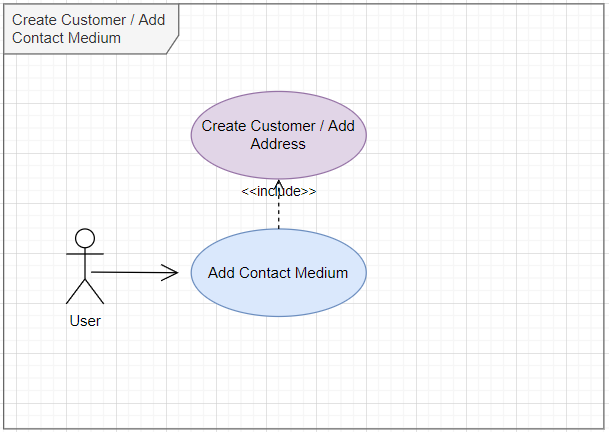 Create Customer / Add
Contact Medium
Create Customer / Add
Address
<<include>>
Add Contact Medium
User